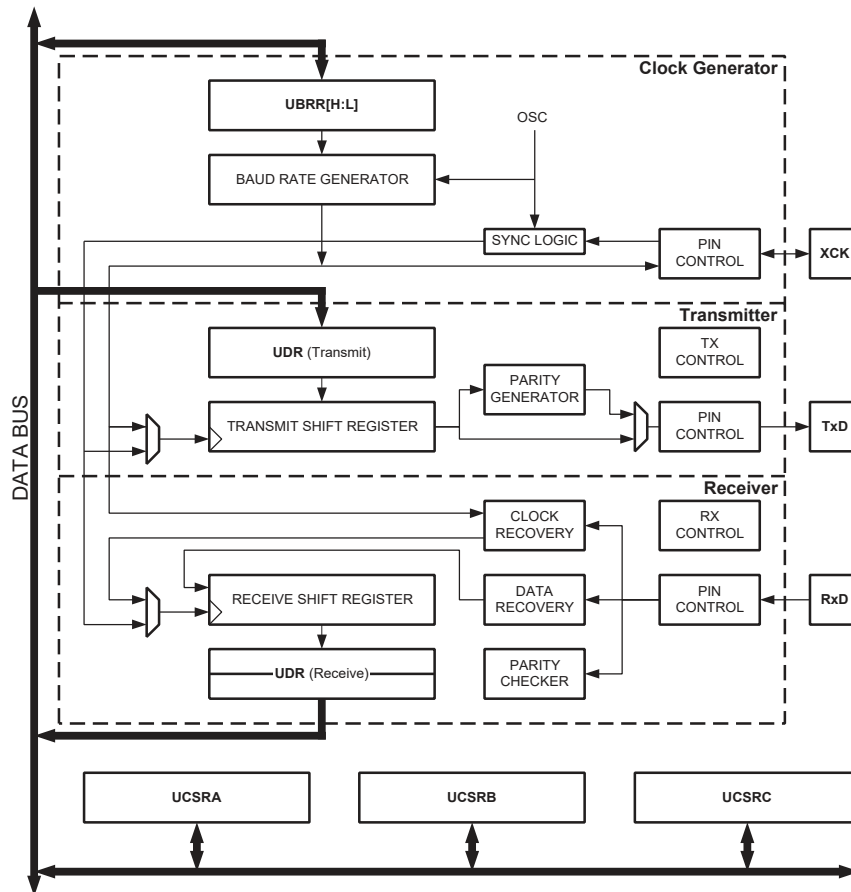 Clock Generator
UBRR[H:L]
OSC
BAUD RATE GENERATOR
SYNC LOGIC
PIN
CONTROL
XCK
Transmitter
UDR (Transmit)
TX
CONTROL
PARITY
GENERATOR
TRANSMIT SHIFT REGISTER
PIN
CONTROL
TxD
DATA BUS
Receiver
CLOCK
RECOVERY
RX
CONTROL
RECEIVE SHIFT REGISTER
DATA
RECOVERY
PIN
CONTROL
RxD
UDR (Receive)
PARITY
CHECKER
UCSRA
UCSRB
UCSRC